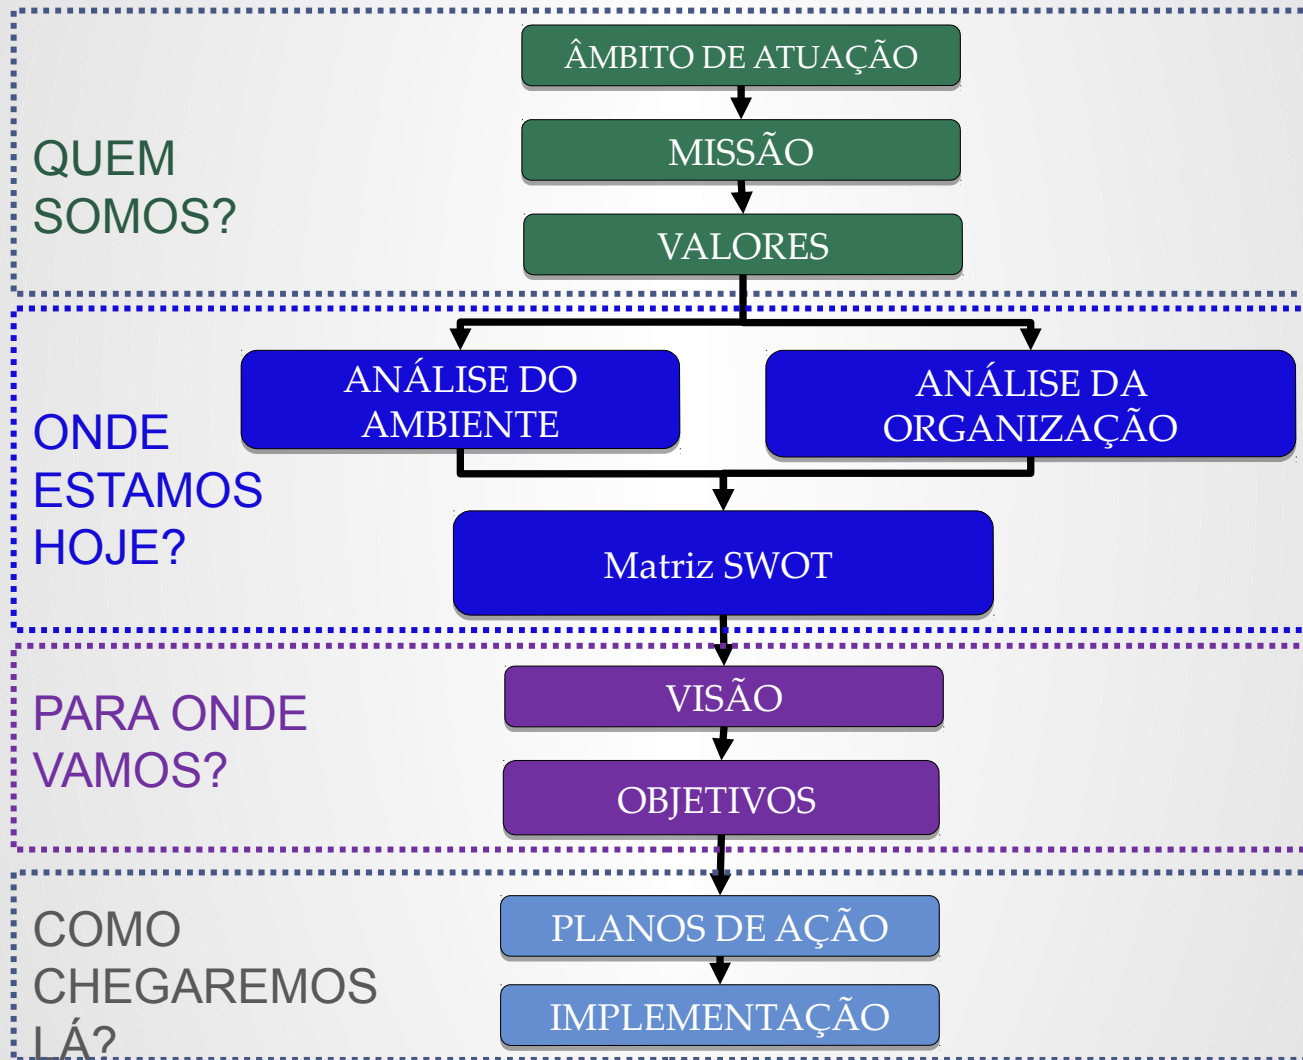 QUEM
SOMOS?
ÂMBITO DE ATUAÇÃO
MISSÃO
VALORES
ONDE
ESTAMOS
HOJE?
ANÁLISE DO
AMBIENTE
ANÁLISE DA
ORGANIZAÇÃO
Matriz SWOT
PARA ONDE
VAMOS?
VISÃO
OBJETIVOS
COMO
CHEGAREMOS
LÁ?
PLANOS DE AÇÃO
IMPLEMENTAÇÃO